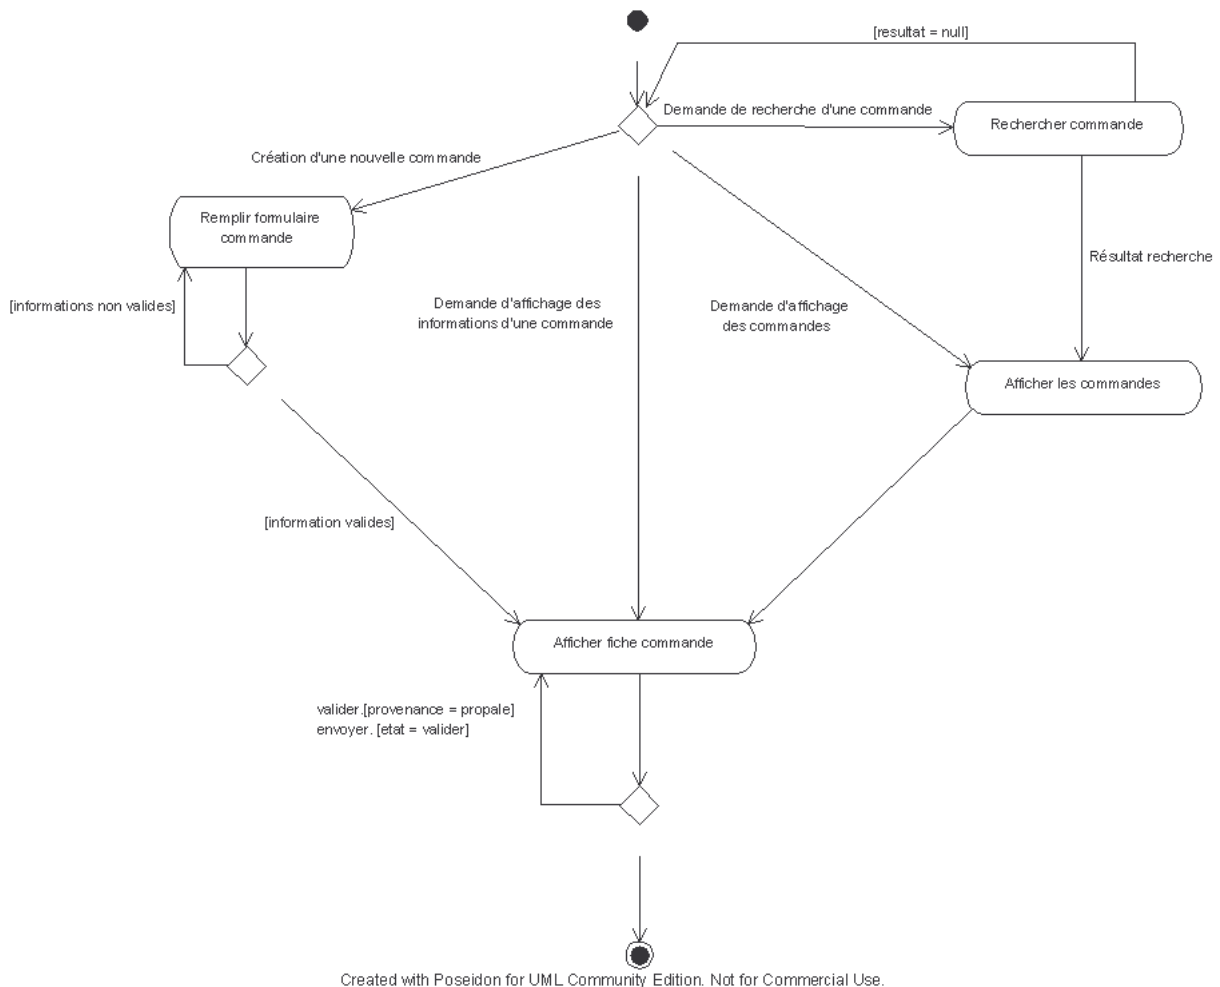 [resultat = null]
Demande de recherche d'une commande
Rechercher commande
Création d'une nouvelle commande
Remplir formulaire
commande
Résultat recherche
[informations non valides]
Demande d'affichage des
informations d'une commande
Demande d'affichage
des commandes
Afficher les commandes
[information valides]
Afficher fiche commande
valider.[provenance = propale]
envoyer. [etat = valider]
Created with Poseidon for UML Community Edition. Not for Commercial Use.